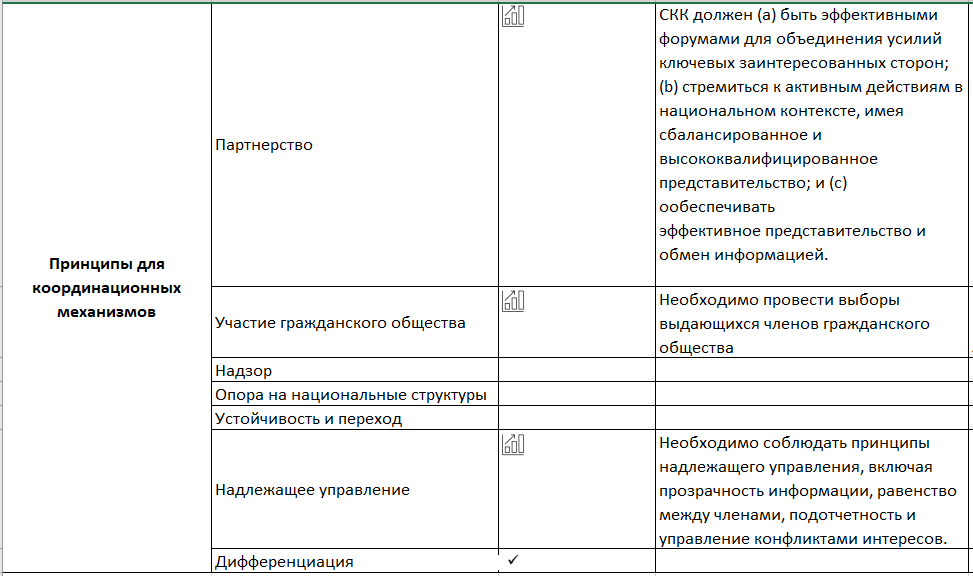 Принципы для
координационных
механизмов
Партнерство
СКК должен (a) быть эффективными
форумами для объединения усилий
ключевых заинтересованных сторон;
(b) стремиться к активным действиям в
национальном контексте, имея
сбалансированное и
высококвалифицированное
представительство; и (c)
ообеспечивать
эффективное представительство и
обмен информацией.
Участие гражданского общества
Необходимо провести выборы
выдающихся членов гражданского
общества
Надзор
Опора на национальные структуры
Устойчивость и переход
Надлежащее управление
Необходимо соблюдать принципы
надлежащего управления, включая
прозрачность информации, равенство
между членами, подотчетность и
управление конфликтами интересов.
Дифференциация ✓